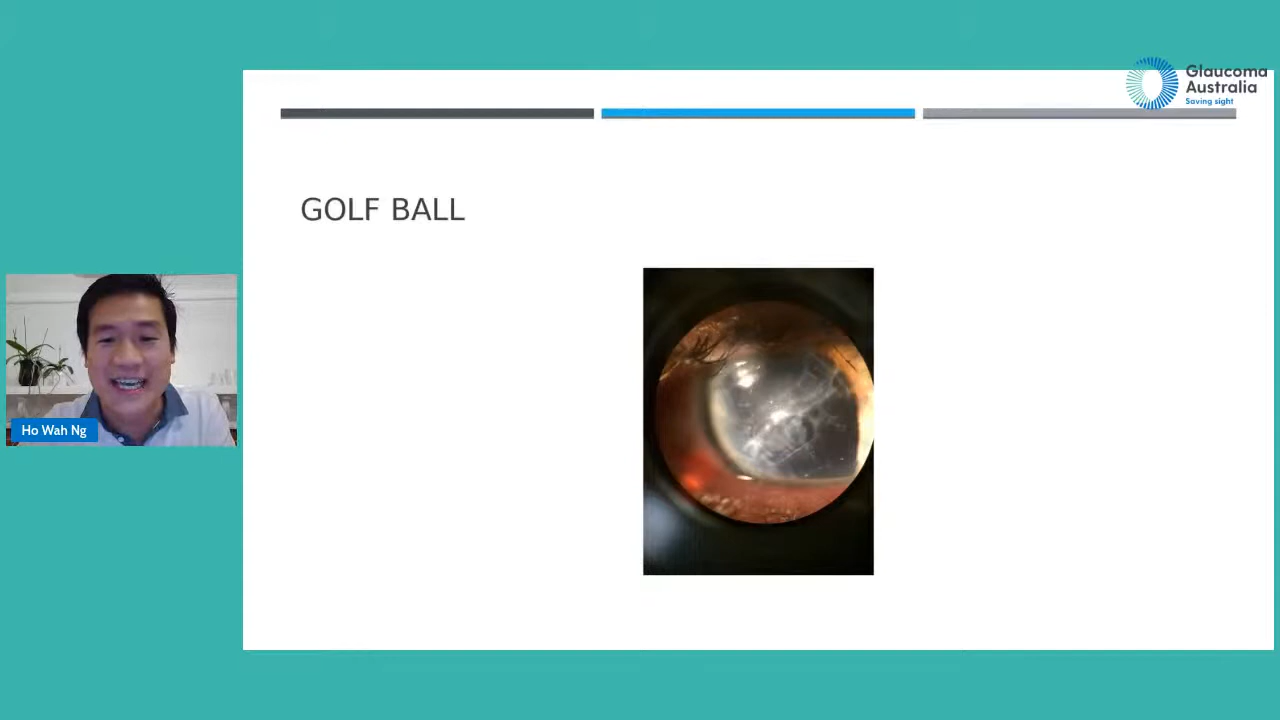 Glaucoma
Australia
Saving sight
GOLF BALL
Ho Wah Ng